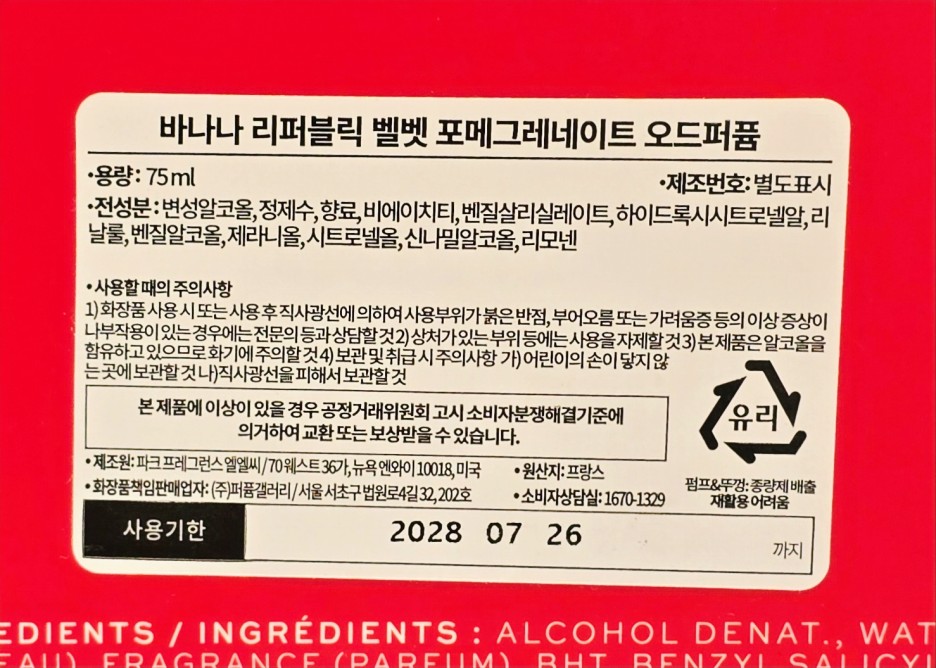 바나나 리퍼블릭 벨벳 포메그레네이트 오드퍼퓸
•용량: 75ml
•제조번호: 별도표시
•전성분: 변성알코올, 정제수, 향료, 비에이치티, 벤질살리실레이트, 하이드록시시트로넬알, 리
날룰, 벤질알코올, 제라니올, 시트로넬올, 신나밀알코올, 리모넨
•사용할 때의 주의사항
1) 화장품 사용 시 또는 사용 후 직사광선에 의하여 사용부위가 붉은 반점, 부어오름 또는 가려움증 등의 이상 증상이
나 부작용이 있는 경우에는 전문의 등과 상담할 것 2) 상처가 있는 부위 등에는 사용을 자제할 것 3) 본 제품은 알코올을
함유하고 있으므로 화기에 주의할 것 4) 보관 및 취급 시 주의사항 가) 어린이의 손이 닿지 않
는 곳에 보관할 것 나)직사광선을 피해서 보관할 것
유리
본 제품에 이상이 있을 경우 공정거래위원회 고시 소비자분쟁해결기준에
의거하여 교환 또는 보상받을 수 있습니다.
•제조원: 파크 프레그런스 엘엘씨 / 70 웨스트 36가, 뉴욕 엔와이 10018, 미국
•원산지: 프랑스
•화장품책임판매업자: (주)퍼퓸갤러리 / 서울 서초구 법원로4길 32, 202호
•소비자상담실: 1670-1329
펌프&뚜껑: 종량제 배출
재활용 어려움
사용기한
2028 07 26
까지
EDIENTS / INGRÉDIENTS : ALCOHOL DENAT., WAT
EAU), FRAGRANCE (PARFUM), BHT, BENZYL SALICYL